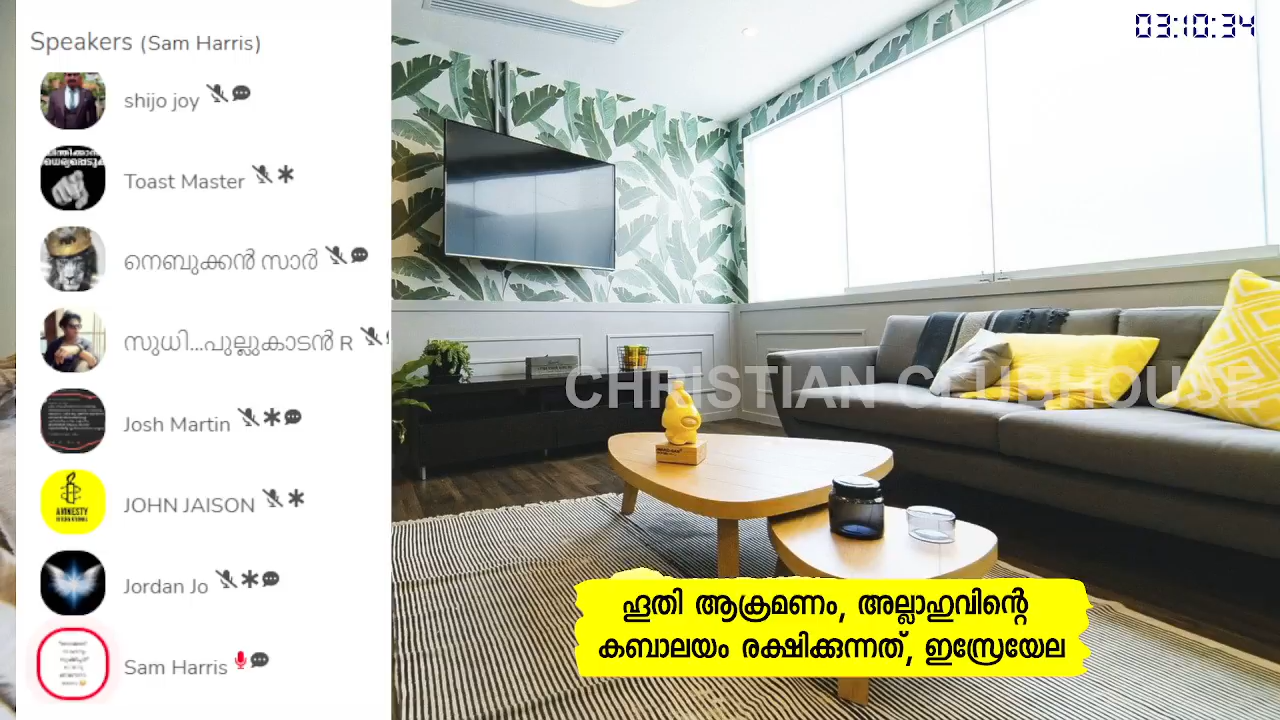 Speakers (Sam Harris)
shijo joy
Toast Master
നെബുക്കൻ സാർ
സുധി...പുല്ലുകാടൻ R
Josh Martin
JOHN JAISON
AMNESTY
Jordan Jo
Sam Harris
03:10:34
CHRISTIAN CLUBHOUSE
ഹൂതി ആക്രമണം, അല്ലാഹുവിന്റെ
കബാലയം രക്ഷിക്കുന്നത്, ഇസ്രേയേല